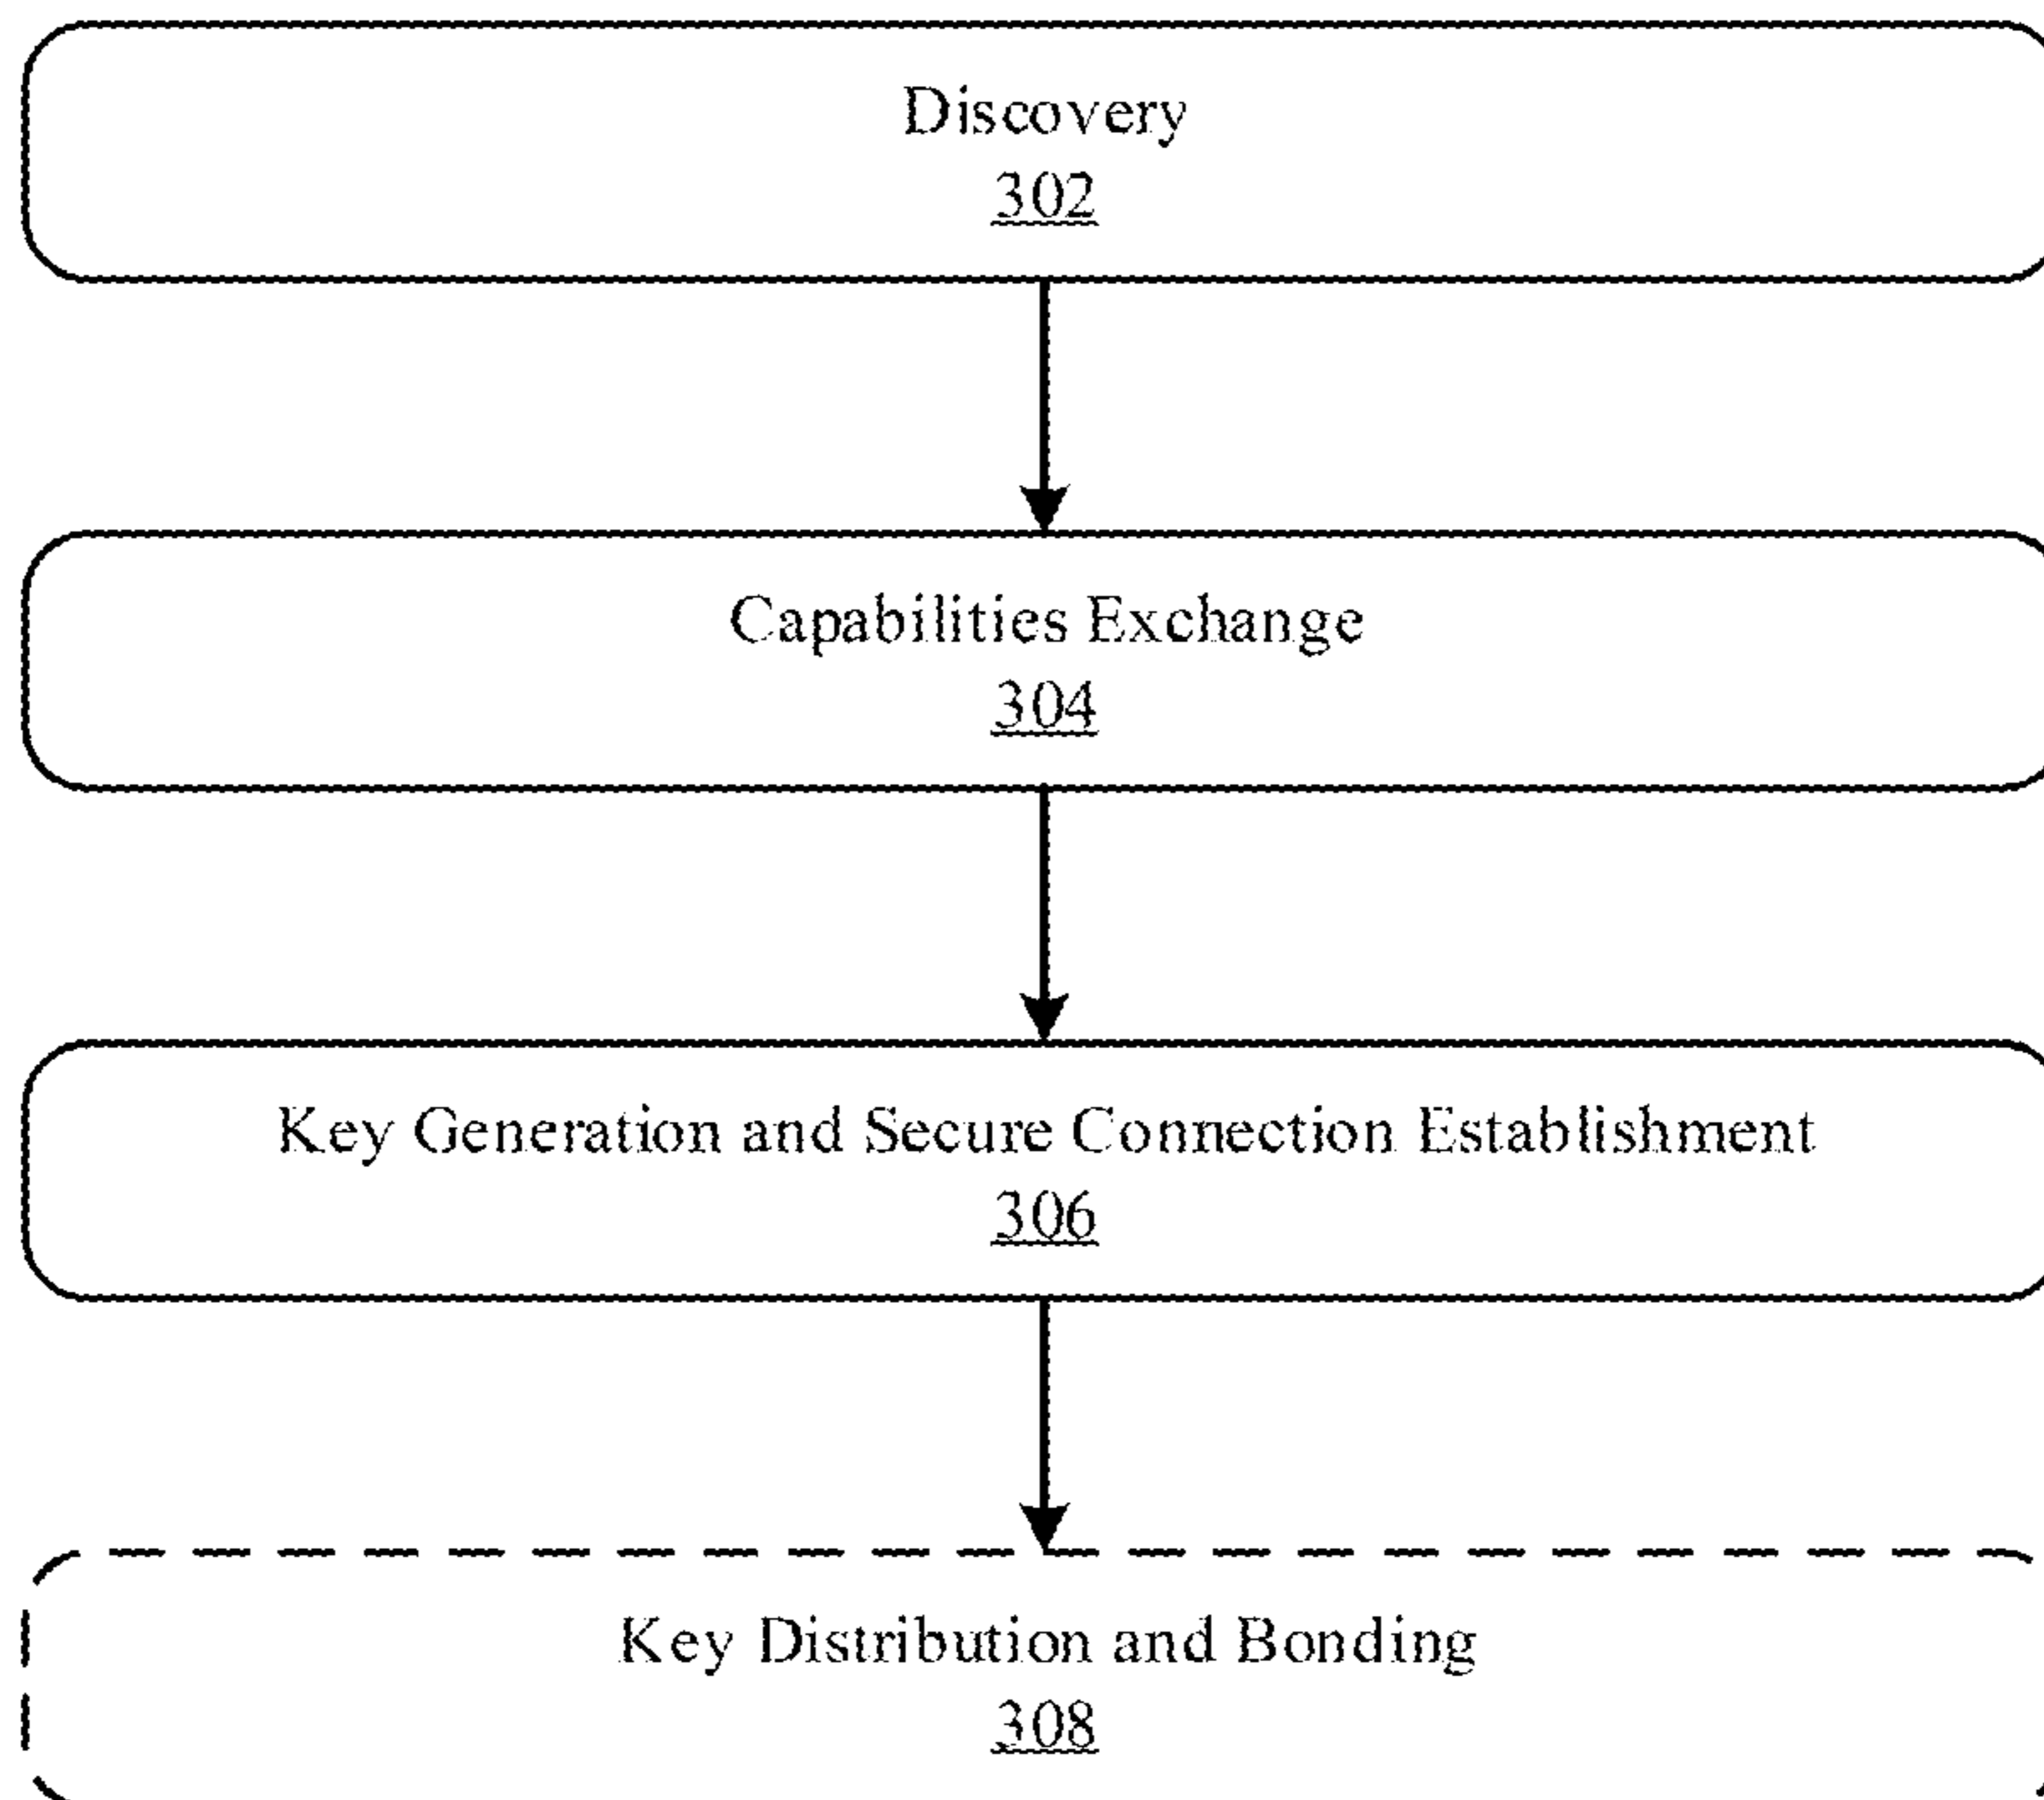 Discovery
302
Capabilities Exchange
304
Key Generation and Secure Connection Establishment
306
Key Distribution and Bonding
308